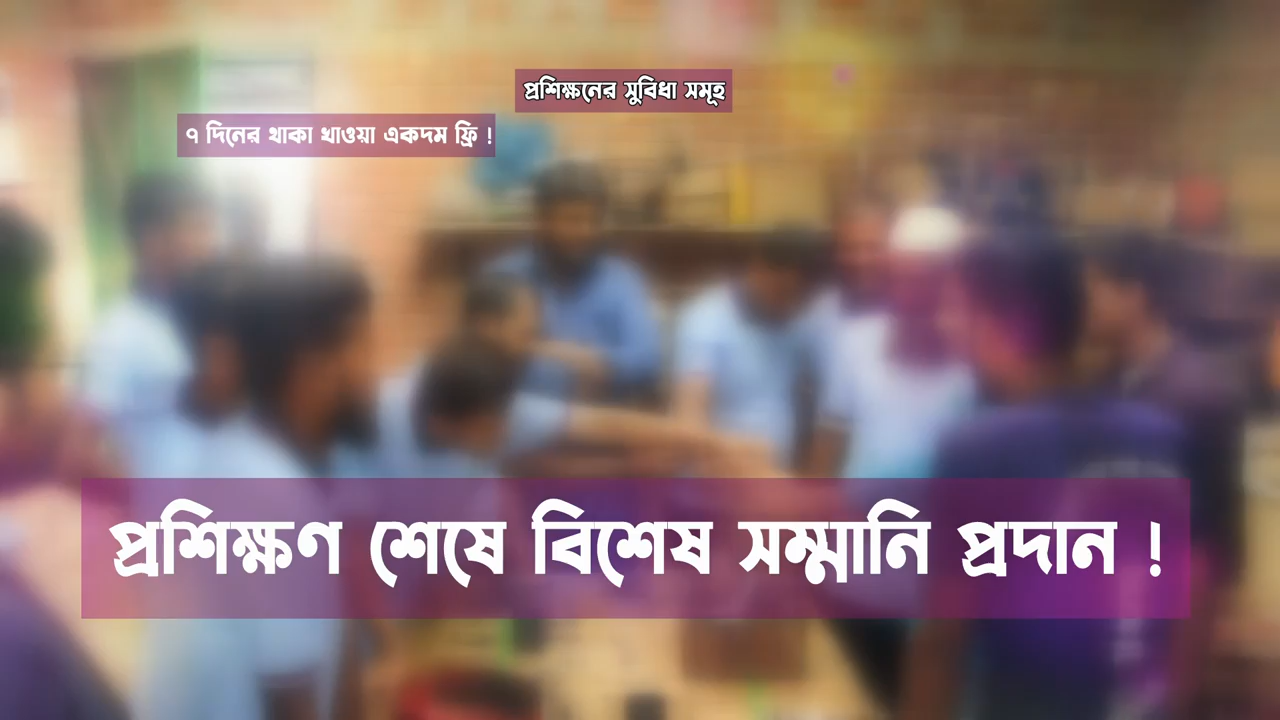 প্রশিক্ষনের সুবিধা সমূহ
৭ দিনের থাকা খাওয়া একদম ফ্রি !
প্রশিক্ষণ শেষে বিশেষ সম্মানি প্রদান !